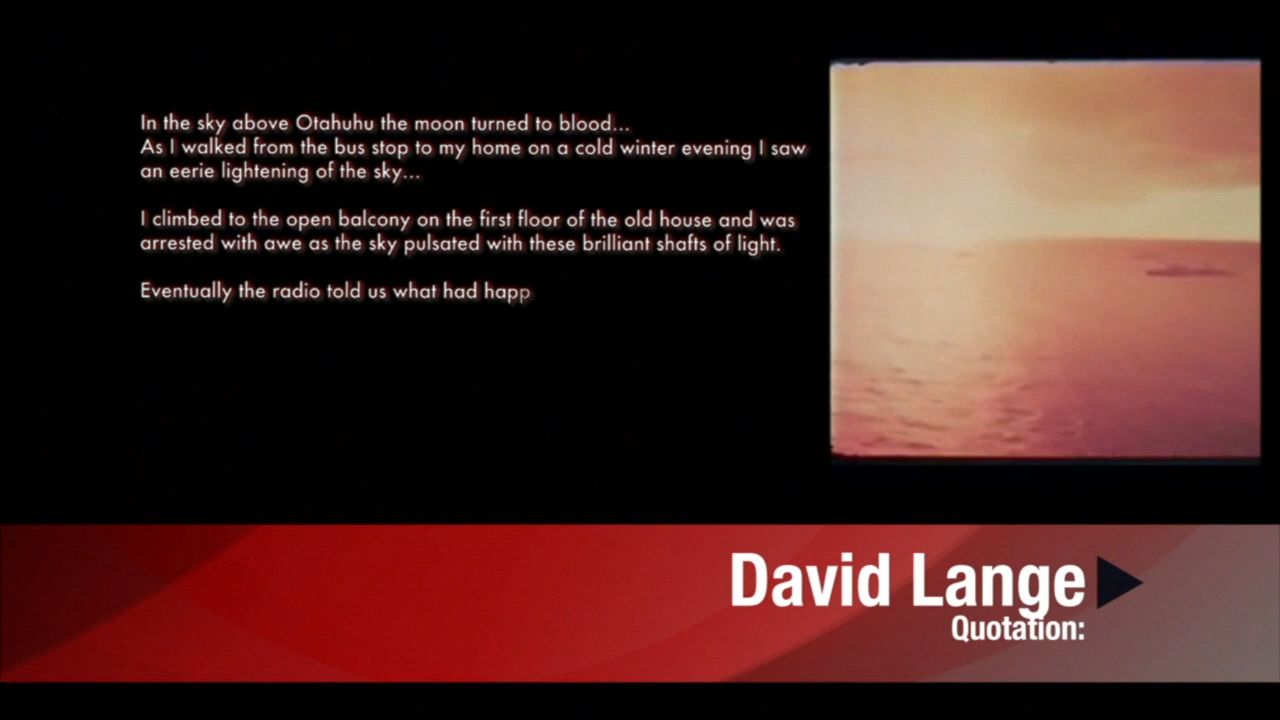 In the sky above Otahuhu the moon turned to blood...
As I walked from the bus stop to my home on a cold winter evening I saw
an eerie lightening of the sky...
I climbed to the open balcony on the first floor of the old house and was
arrested with awe as the sky pulsated with these brilliant shafts of light.
Eventually the radio told us what had happ
David Lange
Quotation: